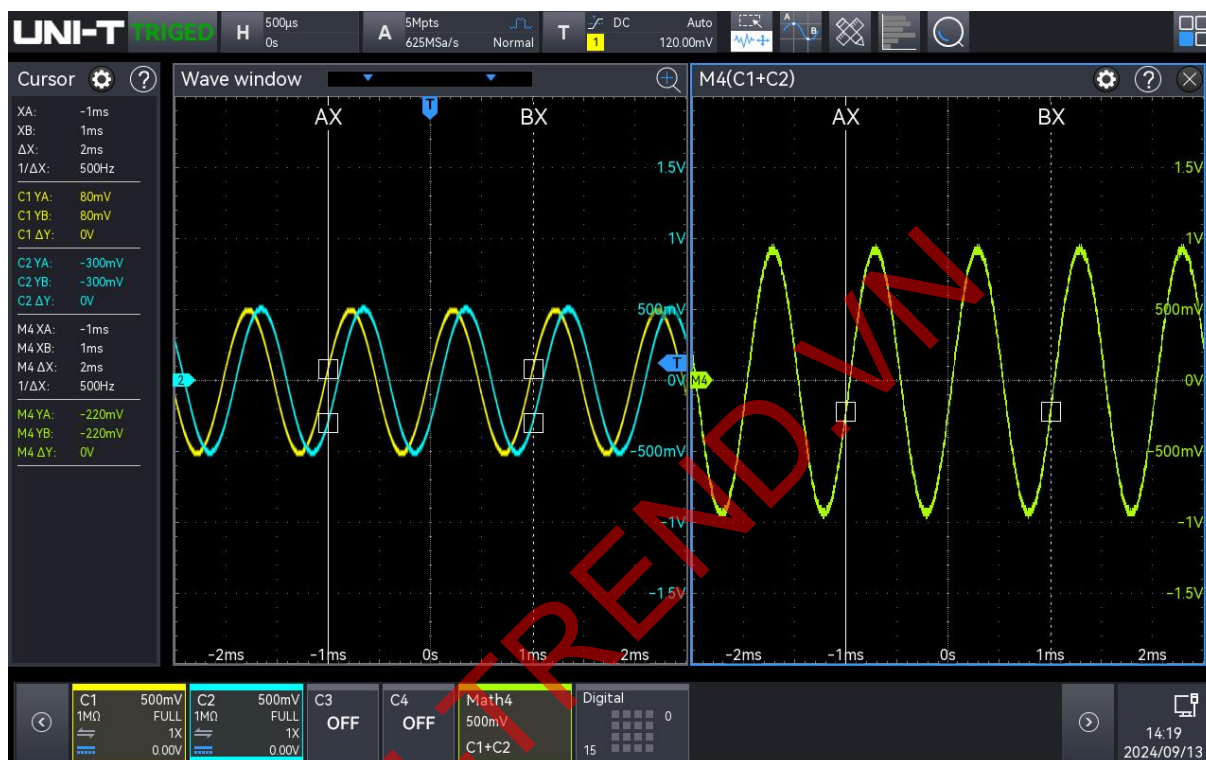 UNI-T TRIGED H 500µs 0s A 5Mpts 625MSa/s Normal T 1 DC Auto 120.00mV A B
Cursor ?
XA: -1ms
XB: 1ms
ΔX: 2ms
1/ΔX: 500Hz
C1 YA: 80mV
C1 YB: 80mV
C1 ΔY: 0V
C2 YA: -300mV
C2 YB: -300mV
C2 ΔY: 0V
M4 XA: -1ms
M4 XB: 1ms
M4 ΔX: 2ms
1/ΔX: 500Hz
M4 YA: -220mV
M4 YB: -220mV
M4 ΔY: 0V
Wave window
T
AX BX
1.5V
1V
500mV
T
2 0V
-500mV
-1V
-1.5V
-2ms -1ms 0s 1ms 2ms
M4(C1+C2) ?
AX BX
1.5V
1V
500mV
M4 0V
-500mV
-1V
-1.5V
-2ms -1ms 0s 1ms 2ms
TREND.VN
C1 500mV
1MΩ FULL
1X
0.00V
C2 500mV
1MΩ FULL
1X
0.00V
C3
OFF
C4
OFF
Math4
500mV
C1+C2
Digital
0
15
14:19
2024/09/13